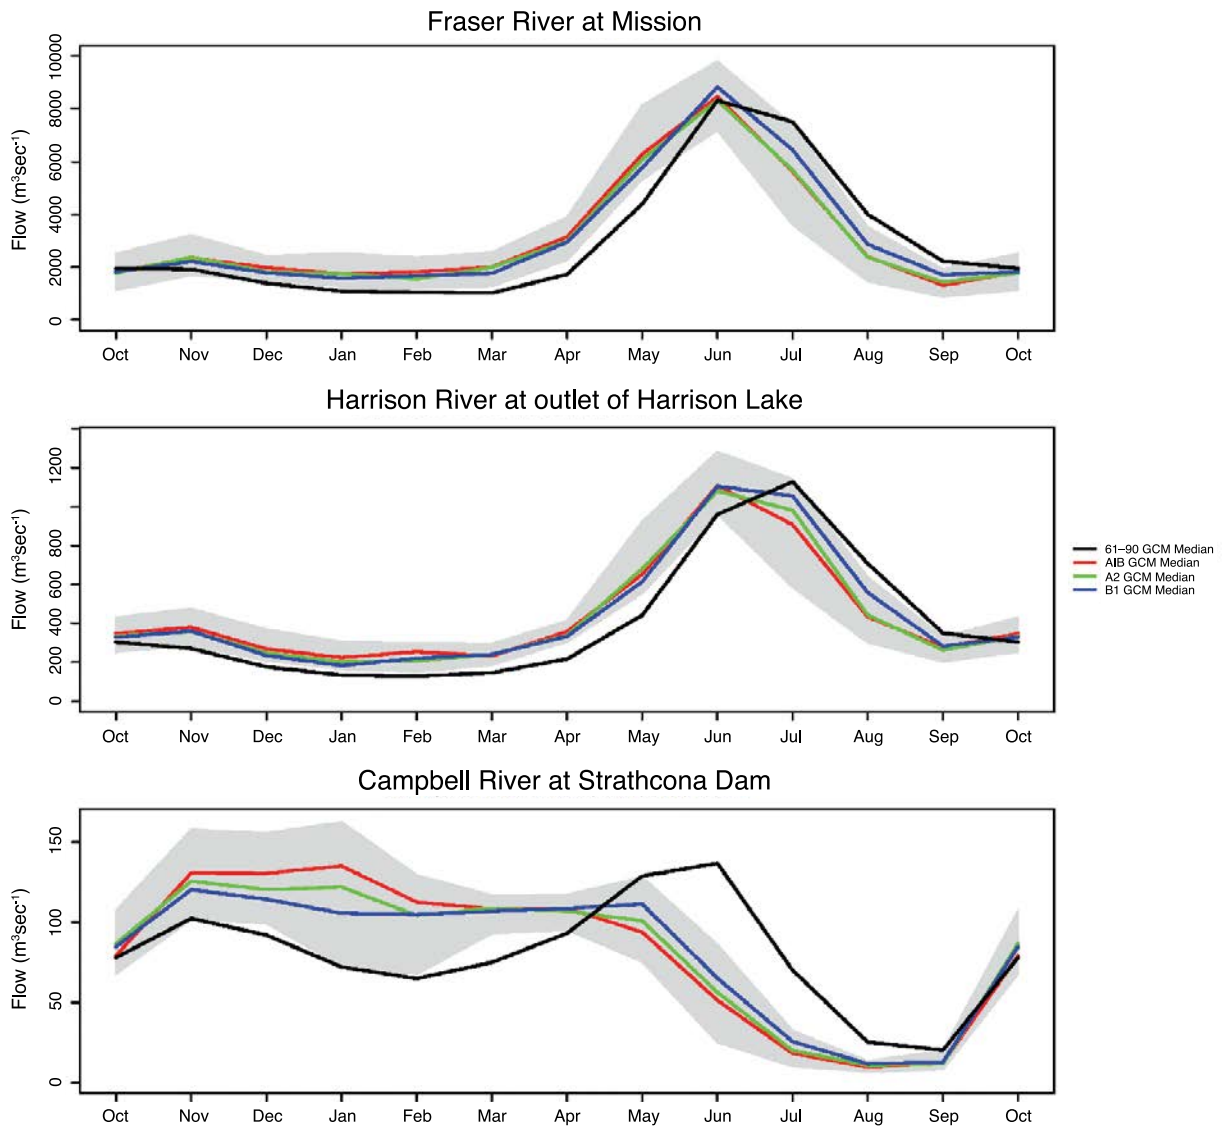 Fraser River at Mission
Flow (m³sec⁻¹)
10000
8000
6000
4000
2000
0
Oct Nov Dec Jan Feb Mar Apr May Jun Jul Aug Sep Oct
Harrison River at outlet of Harrison Lake
Flow (m³sec⁻¹)
1200
800
600
400
200
0
Oct Nov Dec Jan Feb Mar Apr May Jun Jul Aug Sep Oct
61–90 GCM Median
AIB GCM Median
A2 GCM Median
B1 GCM Median
Campbell River at Strathcona Dam
Flow (m³sec⁻¹)
150
100
50
0
Oct Nov Dec Jan Feb Mar Apr May Jun Jul Aug Sep Oct